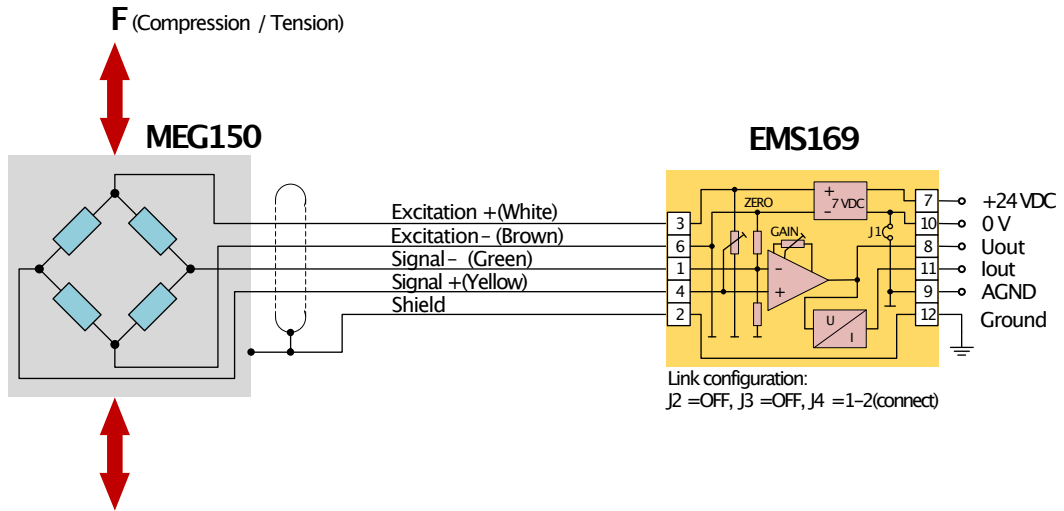 F (Compression / Tension)
MEG150
EMS169
Excitation +(White)
Excitation – (Brown)
Signal – (Green)
Signal +(Yellow)
Shield
3
6
1
4
2
ZERO
GAIN
+
7 VDC
–
J1
–
+
U
I
7
10
8
11
9
12
+24 VDC
0 V
Uout
Iout
AGND
Ground
Link configuration:
J2 =OFF, J3 =OFF, J4 =1–2(connect)